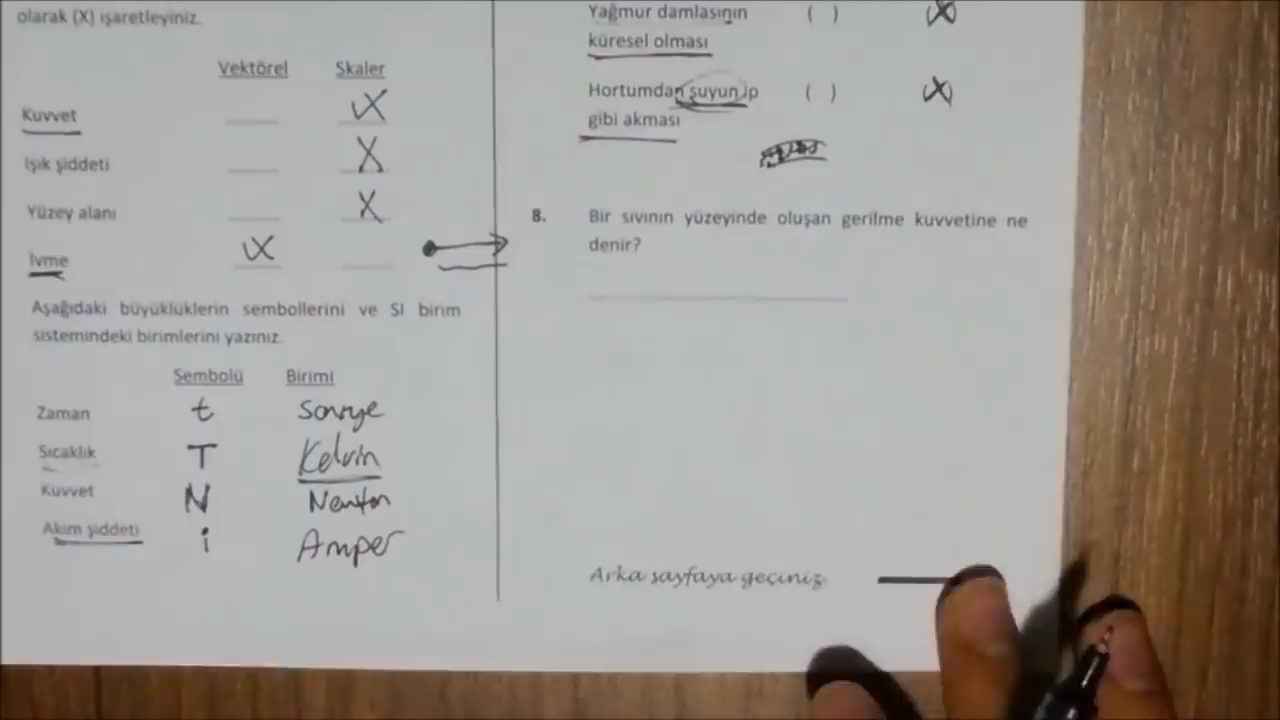 olarak (X) işaretleyiniz.
Vektörel Skaler
Kuvvet X
Işık şiddeti X
Yüzey alanı X
İvme X
Aşağıdaki büyüklüklerin sembollerini ve SI birim
sistemindeki birimlerini yazınız.
Sembolü Birimi
Zaman t Saniye
Sıcaklık T Kelvin
Kuvvet N Newton
Akım şiddeti i Amper
Yağmur damlasının ( ) (X)
küresel olması
Hortumdan suyun ip ( ) (X)
gibi akması
8. Bir sıvının yüzeyinde oluşan gerilme kuvvetine ne
denir?
Arka sayfaya geçiniz.